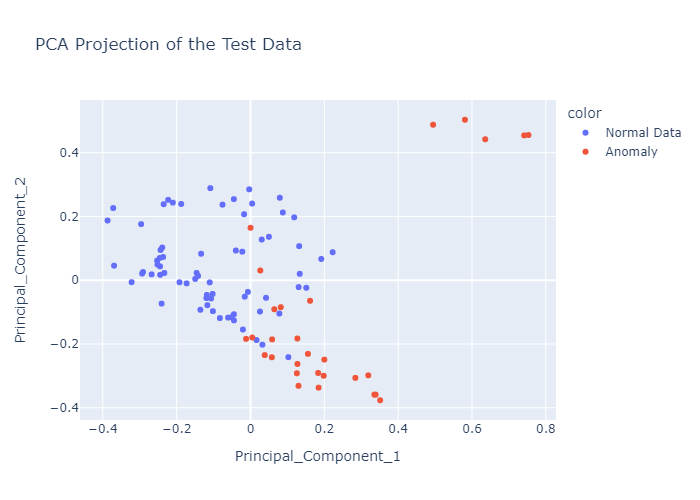 PCA Projection of the Test Data
color
Normal Data
Anomaly
Principal_Component_2
0.4
0.2
0
−0.2
−0.4
−0.4
−0.2
0
0.2
0.4
0.6
0.8
Principal_Component_1